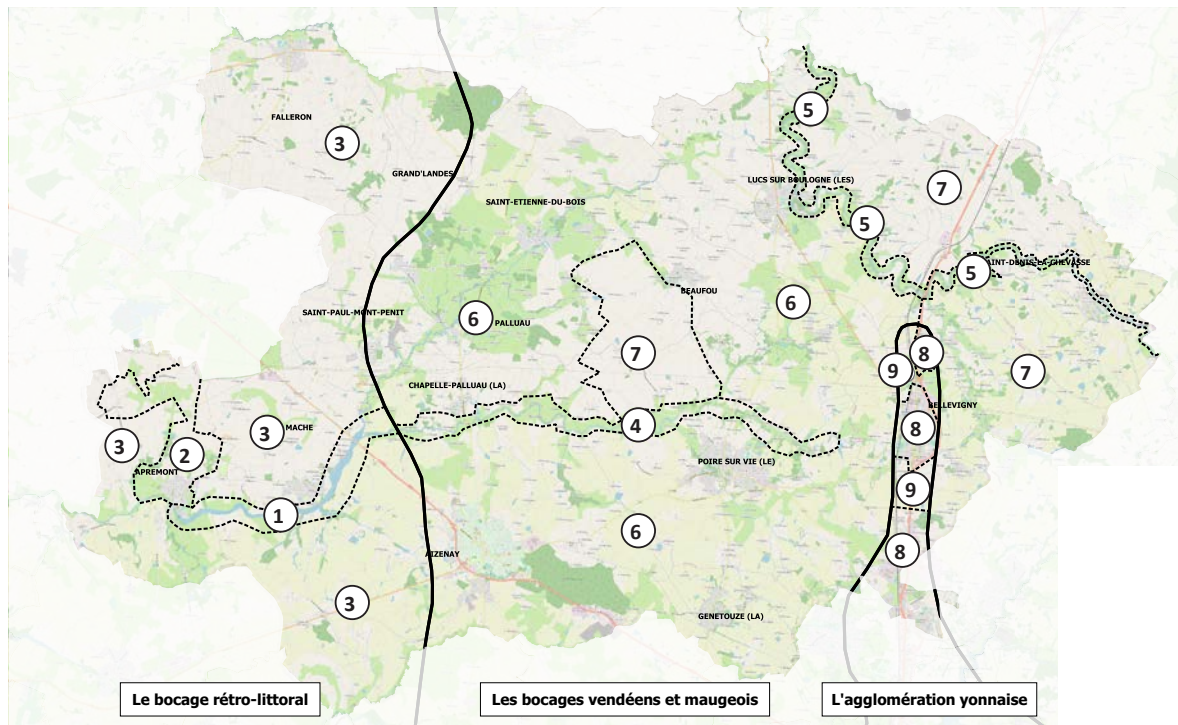 5
FALLERON
3
GRAND'LANDES
LUCS SUR BOULOGNE (LES)
7
SAINT-ETIENNE-DU-BOIS
5
SAINT-DENIS-LA-CHEVASSE
5
BEAUFOU
6
SAINT-PAUL-MONT-PENIT
6
PALLUAU
7
8
9
7
CHAPELLE-PALLUAU (LA)
BELLEVIGNY
4
8
3
MACHE
3
2
APREMONT
POIRE SUR VIE (LE)
9
1
6
AIZENAY
8
3
GENETOUZE (LA)
Le bocage rétro-littoral
Les bocages vendéens et maugeois
L'agglomération yonnaise